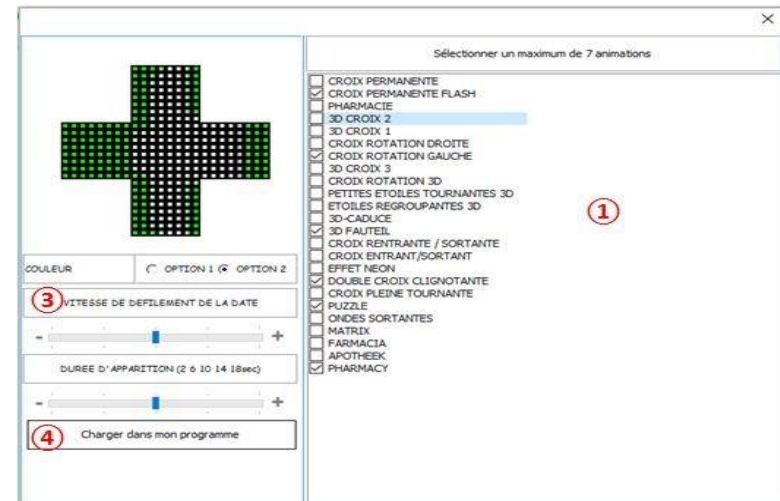 Sélectionner un maximum de 7 animations
CROIX PERMANENTE
CROIX PERMANENTE FLASH
PHARMACIE
3D CROIX 2
3D CROIX 1
CROIX ROTATION DROITE
CROIX ROTATION GAUCHE
3D CROIX 3
CROIX ROTATION 3D
PETITES ETOILES TOURNANTES 3D
ETOILES REGROUPANTES 3D
3D-CADUCE
3D FAUTEIL
CROIX RENTRANTE / SORTANTE
CROIX ENTRANT/SORTANT
EFFET NEON
DOUBLE CROIX CLIGNOTANTE
CROIX PLEINE TOURNANTE
PUZZLE
ONDES SORTANTES
MATRIX
FARMACIA
APOTHEEK
PHARMACY
1
COULEUR OPTION 1 OPTION 2
3 VITESSE DE DEFILEMENT DE LA DATE
- +
DUREE D'APPARITION (2 6 10 14 18sec)
- +
4 Charger dans mon programme